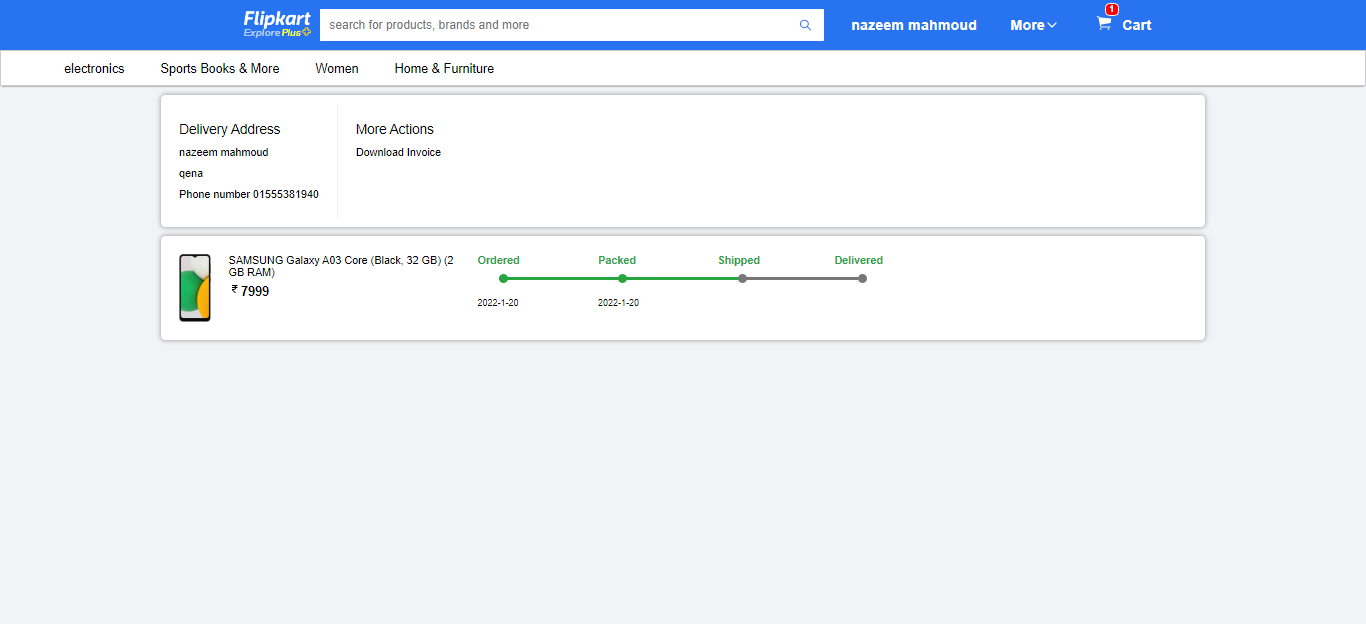 Flipkart
Explore Plus
search for products, brands and more
nazeem mahmoud
More
1
Cart
electronics
Sports Books & More
Women
Home & Furniture
Delivery Address
nazeem mahmoud
qena
Phone number 01555381940
More Actions
Download Invoice
SAMSUNG Galaxy A03 Core (Black, 32 GB) (2
GB RAM)
₹ 7999
Ordered
Packed
Shipped
Delivered
2022-1-20
2022-1-20